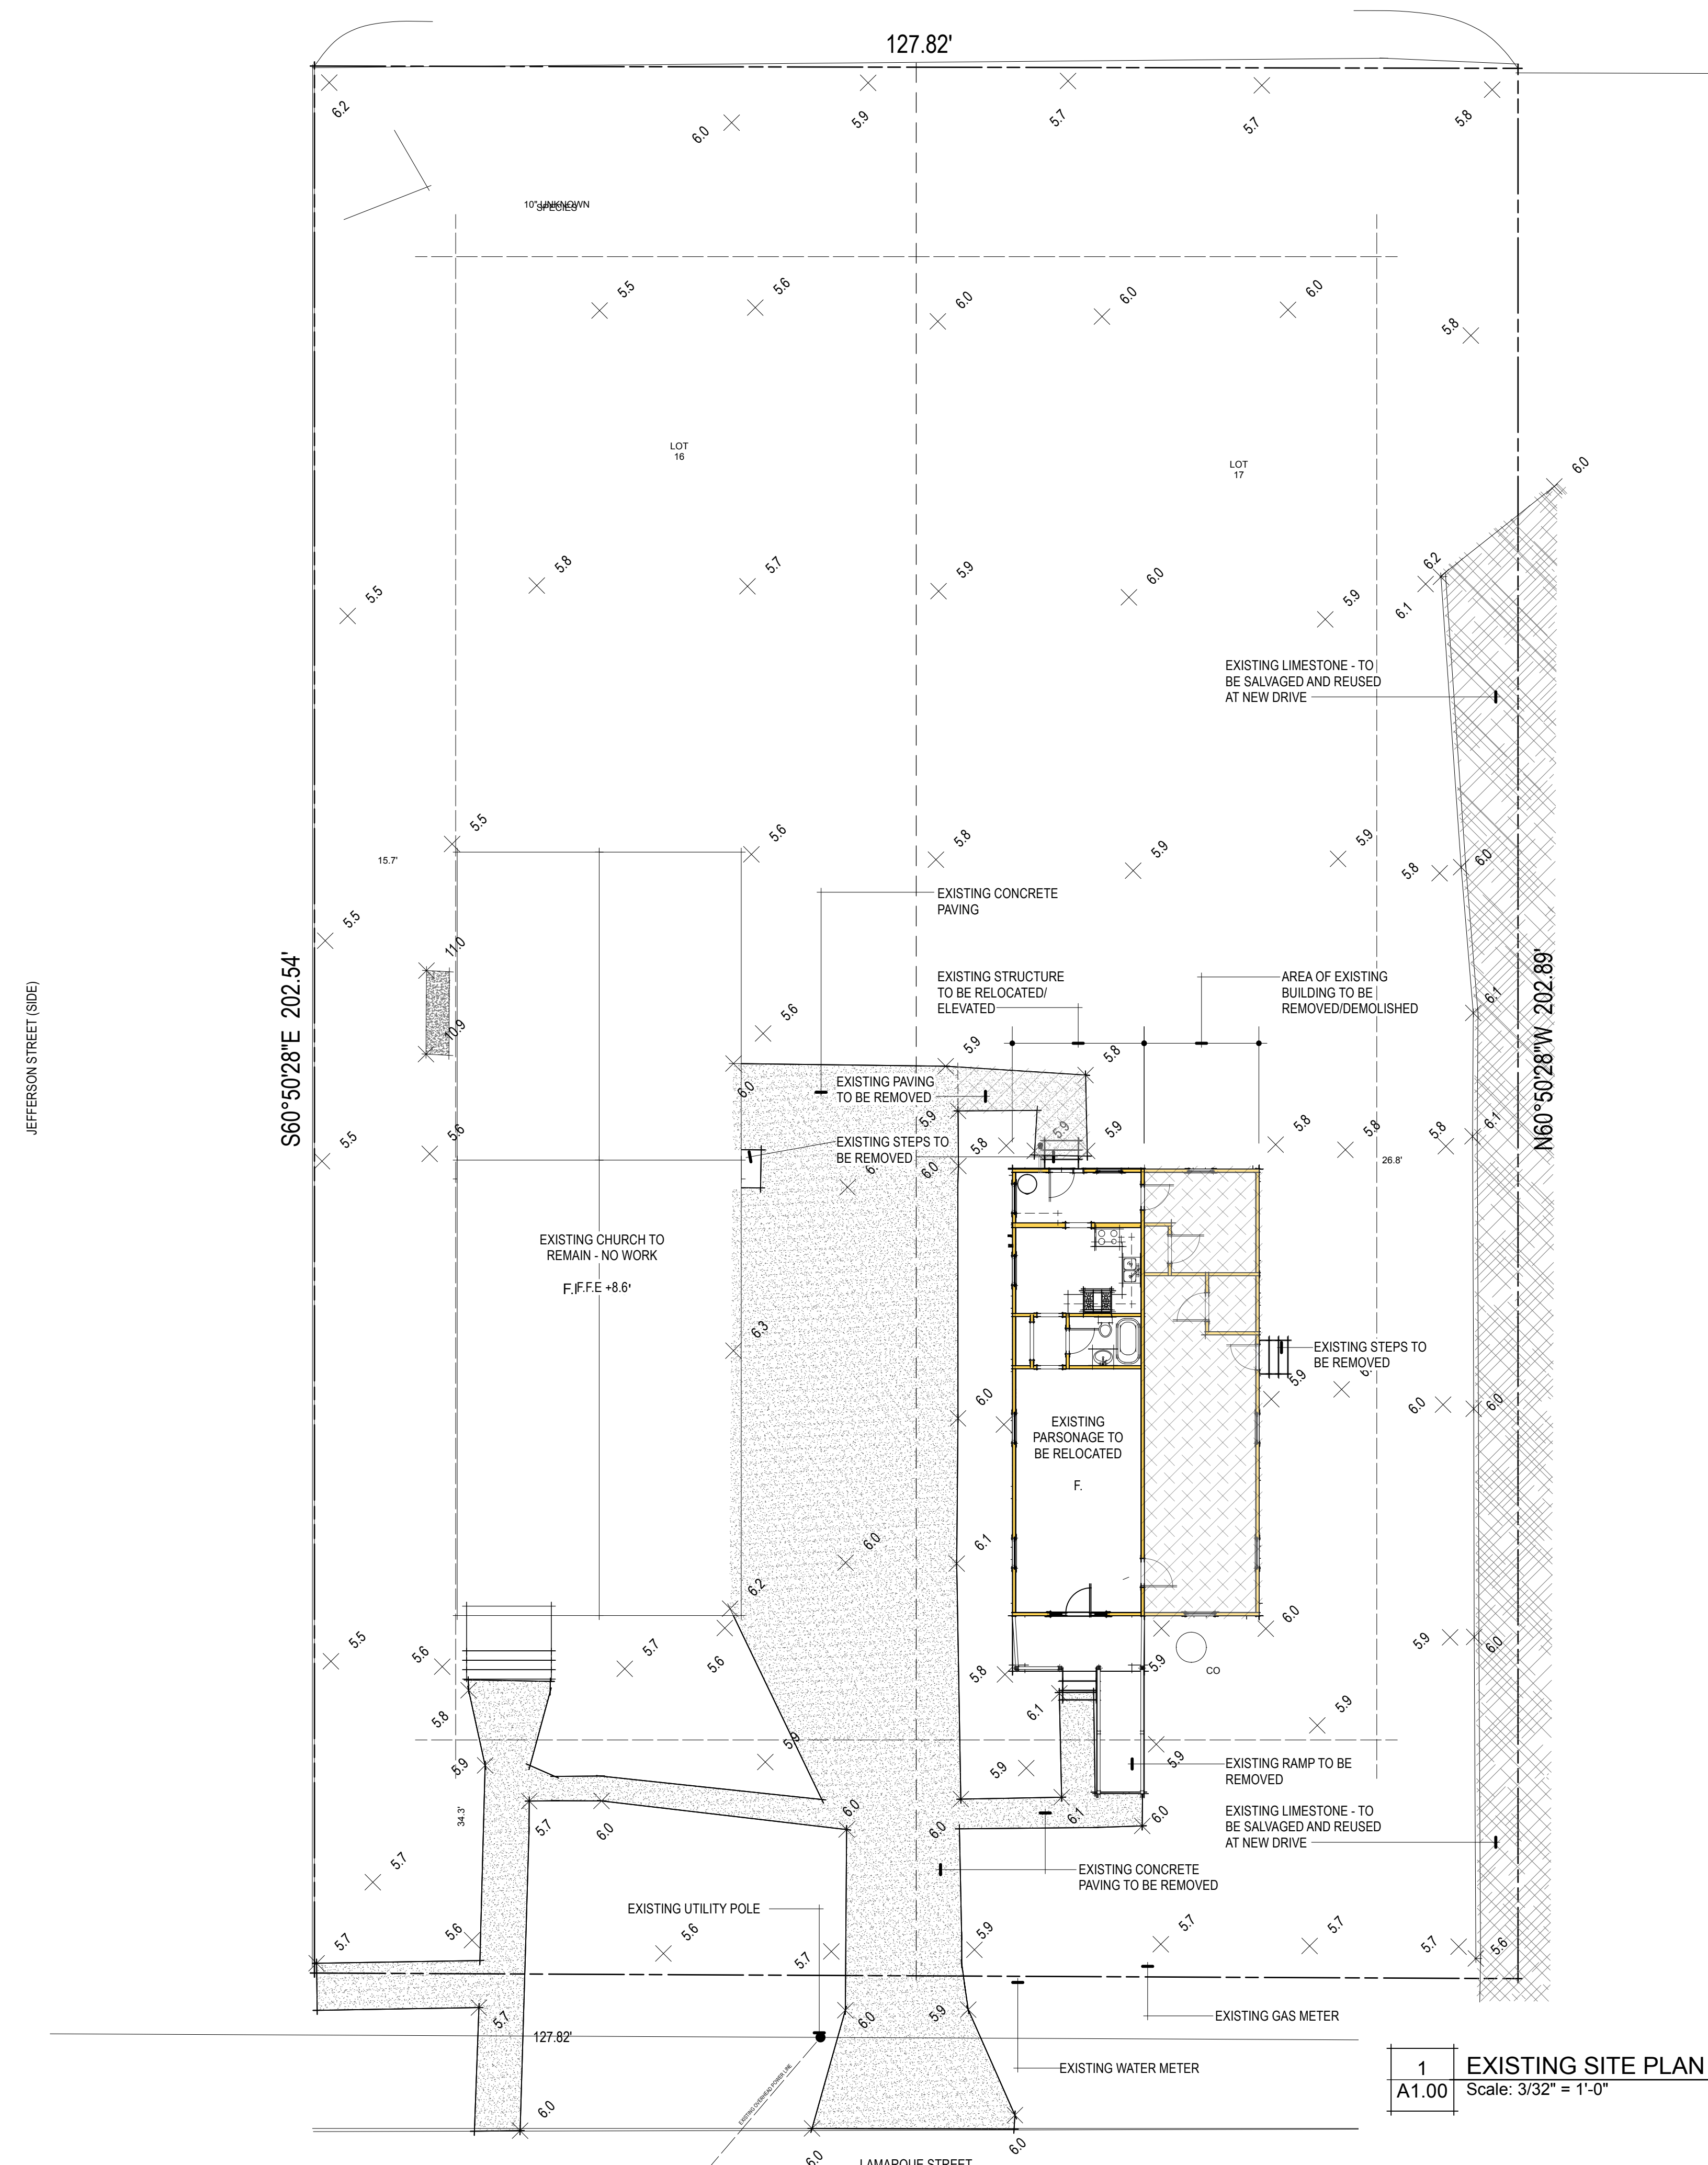 127.82'
6.2
6.0
5.9
5.7
5.7
5.8
10" UNKNOWN
SPECIES
5.5
5.6
6.0
6.0
6.0
5.8
LOT
16
LOT
17
6.0
5.5
5.8
5.7
5.9
6.0
5.9
6.2
6.1
EXISTING LIMESTONE - TO
BE SALVAGED AND REUSED
AT NEW DRIVE
5.5
5.6
5.8
5.9
5.9
5.8
6.0
15.7'
EXISTING CONCRETE
PAVING
5.5
11.0
10.9
JEFFERSON STREET (SIDE)
S60°50'28"E 202.54'
N60°50'28"W 202.89'
EXISTING STRUCTURE
TO BE RELOCATED/
ELEVATED
AREA OF EXISTING
BUILDING TO BE
REMOVED/DEMOLISHED
6.1
5.6
5.9
5.8
6.0
EXISTING PAVING
TO BE REMOVED
5.9
5.9
5.9
5.5
5.6
EXISTING STEPS TO
BE REMOVED
5.8
6.0
5.8
5.8
5.8
6.1
26.8'
EXISTING CHURCH TO
REMAIN - NO WORK
F.F.E +8.6'
6.3
EXISTING STEPS TO
BE REMOVED
5.9
6.0
6.0
6.0
EXISTING
PARSONAGE TO
BE RELOCATED
F.
6.0
6.1
6.2
6.0
5.5
5.6
5.7
5.6
5.8
5.9
CO
5.9
6.0
5.8
6.1
5.9
5.9
5.9
5.9
5.9
EXISTING RAMP TO BE
REMOVED
34.3'
5.7
6.0
6.0
6.0
6.1
6.0
EXISTING LIMESTONE - TO
BE SALVAGED AND REUSED
AT NEW DRIVE
5.7
EXISTING CONCRETE
PAVING TO BE REMOVED
EXISTING UTILITY POLE
5.7
5.6
5.6
5.7
5.9
5.7
5.7
5.7
5.6
5.7
6.0
5.9
EXISTING GAS METER
127.82'
EXISTING WATER METER
EXISTING OVERHEAD POWER LINE
1
EXISTING SITE PLAN
A1.00
Scale: 3/32" = 1'-0"
6.0
6.0
6.0
LAMARQUE STREET